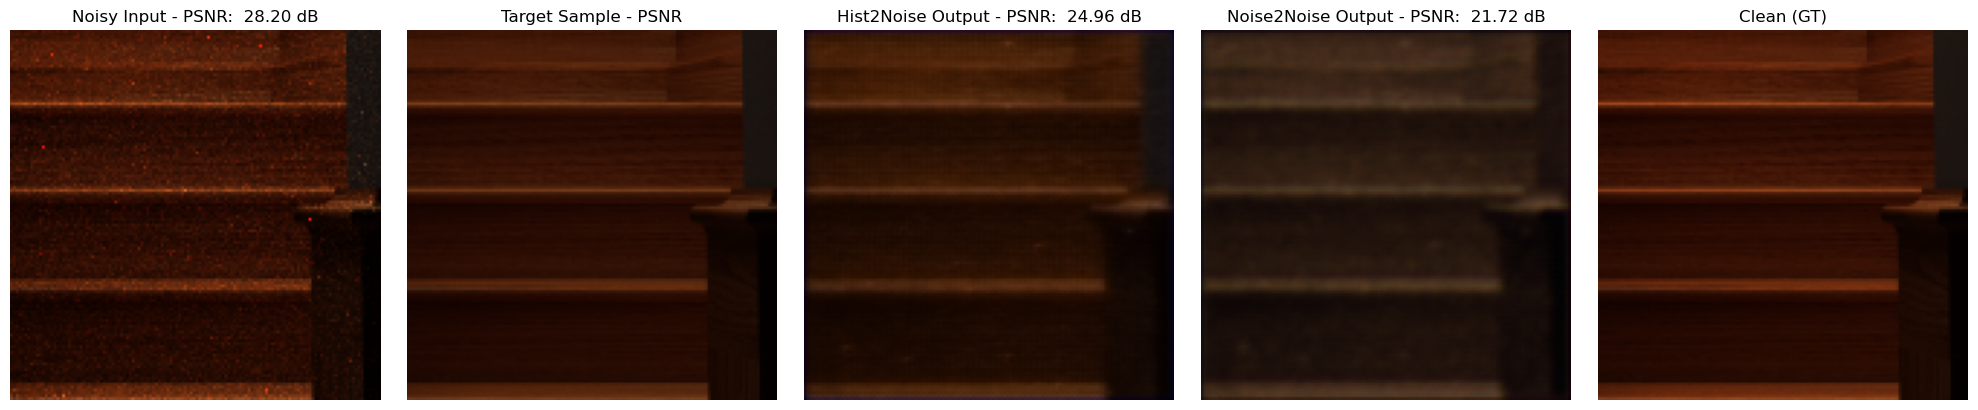 Noisy Input - PSNR:  28.20 dB
Target Sample - PSNR
Hist2Noise Output - PSNR:  24.96 dB
Noise2Noise Output - PSNR:  21.72 dB
Clean (GT)